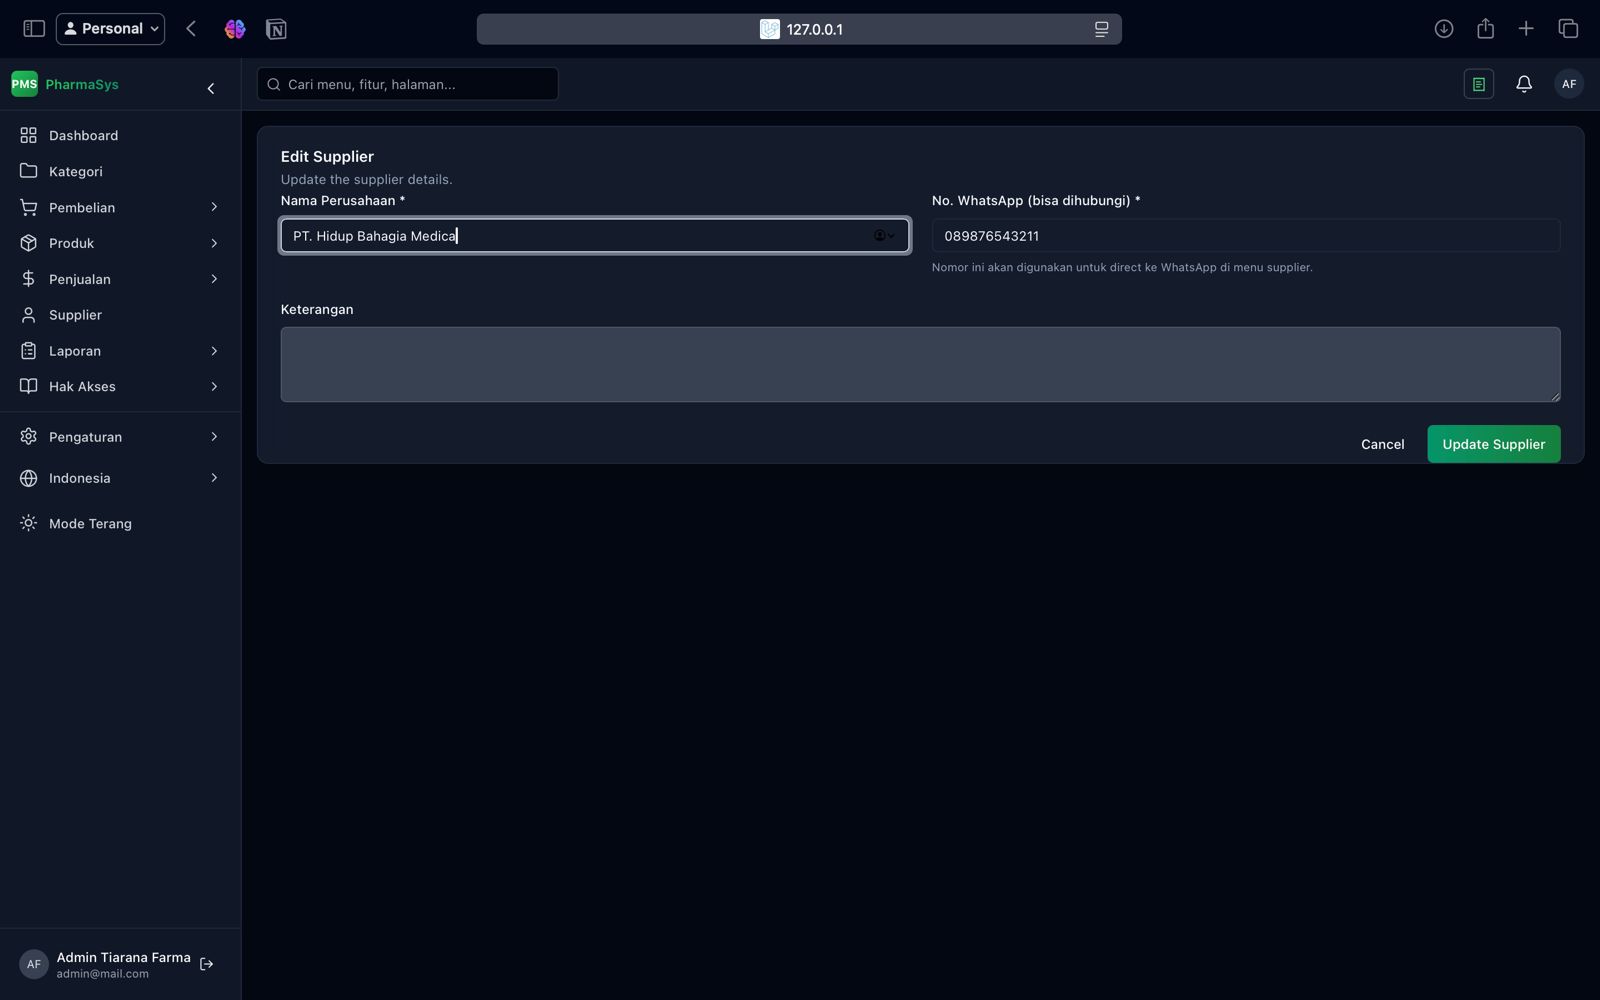 Personal
127.0.0.1
PMS PharmaSys
Cari menu, fitur, halaman...
AF
Dashboard
Kategori
Pembelian
Produk
Penjualan
Supplier
Laporan
Hak Akses
Pengaturan
Indonesia
Mode Terang
Edit Supplier
Update the supplier details.
Nama Perusahaan *
PT. Hidup Bahagia Medica
No. WhatsApp (bisa dihubungi) *
089876543211
Nomor ini akan digunakan untuk direct ke WhatsApp di menu supplier.
Keterangan
Cancel
Update Supplier
AF
Admin Tiarana Farma
admin@mail.com